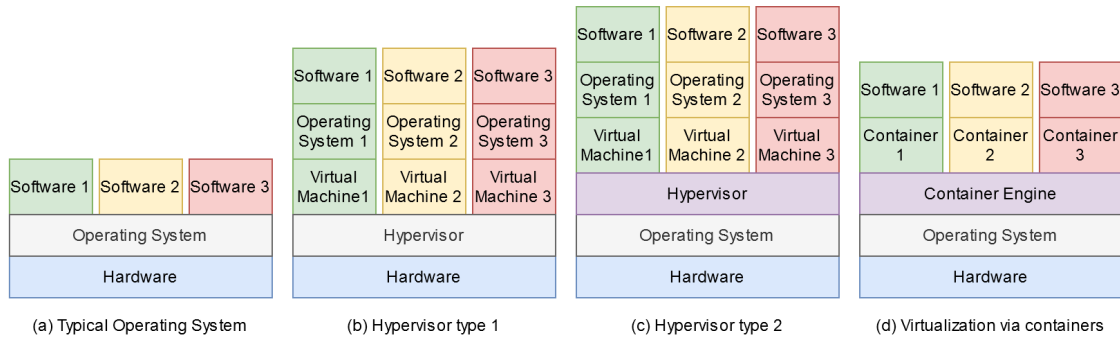 Software 1
Software 2
Software 3
Operating System
Hardware
(a) Typical Operating System
Software 1
Software 2
Software 3
Operating
System 1
Operating
System 2
Operating
System 3
Virtual
Machine1
Virtual
Machine 2
Virtual
Machine 3
Hypervisor
Hardware
(b) Hypervisor type 1
Software 1
Software 2
Software 3
Operating
System 1
Operating
System 2
Operating
System 3
Virtual
Machine1
Virtual
Machine 2
Virtual
Machine 3
Hypervisor
Operating System
Hardware
(c) Hypervisor type 2
Software 1
Software 2
Software 3
Container
1
Container
2
Container
3
Container Engine
Operating System
Hardware
(d) Virtualization via containers